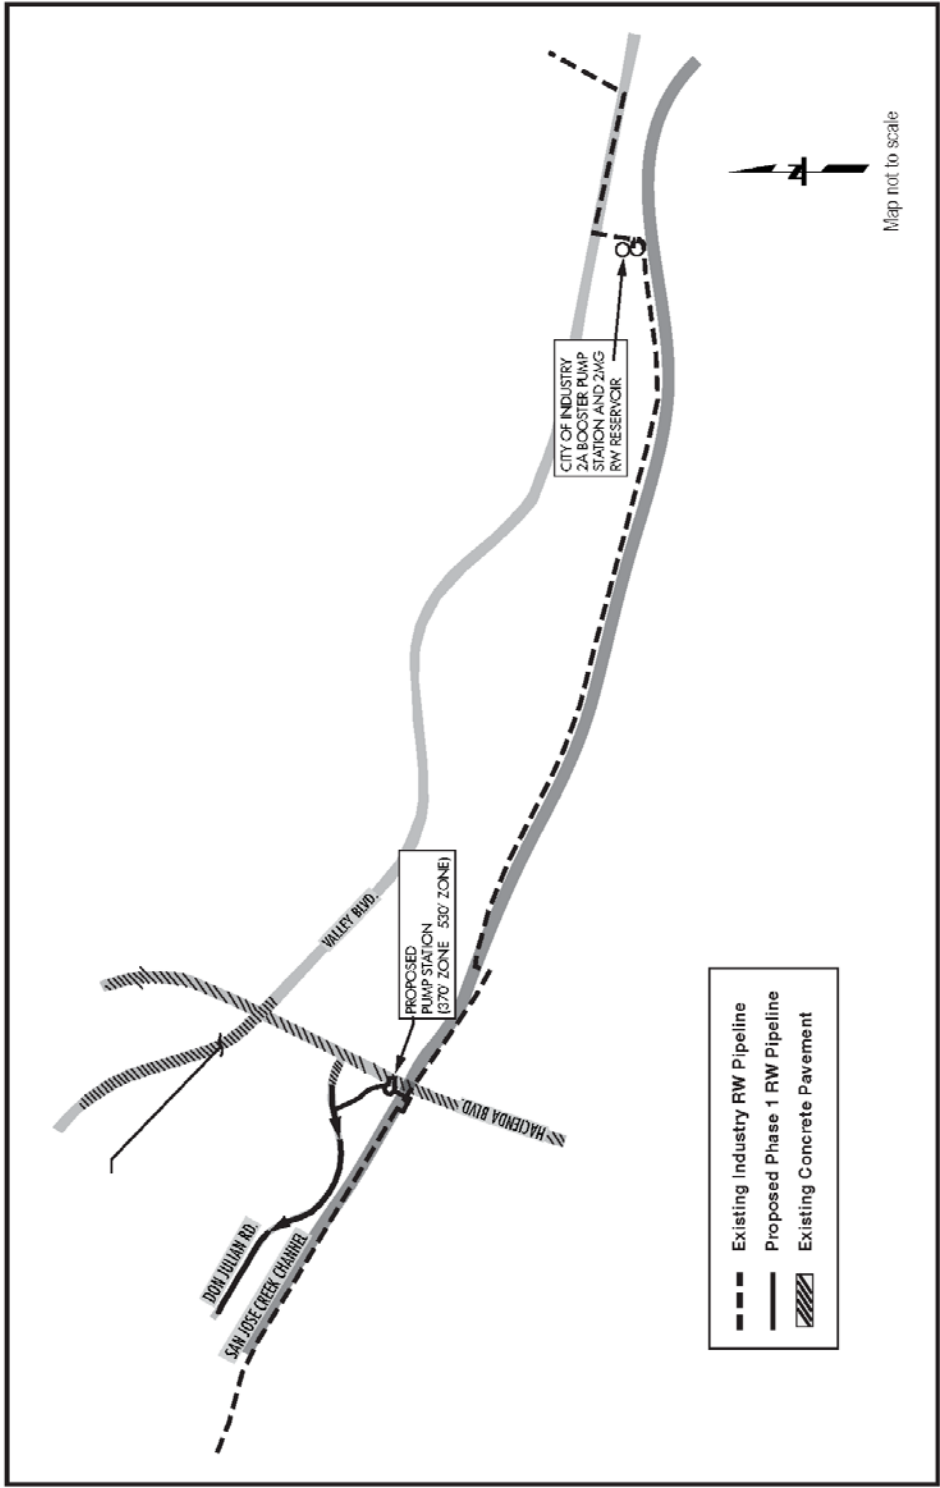 VALLEY BLVD.
PROPOSED
PUMP STATION
(370' ZONE 530' ZONE)
HACIENDA BLVD.
DON JULIAN RD.
SAN JOSE CREEK CHANNEL
CITY OF INDUSTRY
2A BOOSTER PUMP
STATION AND 2MG
RW RESERVOIR
N
Map not to scale
Existing Industry RW Pipeline
Proposed Phase 1 RW Pipeline
Existing Concrete Pavement